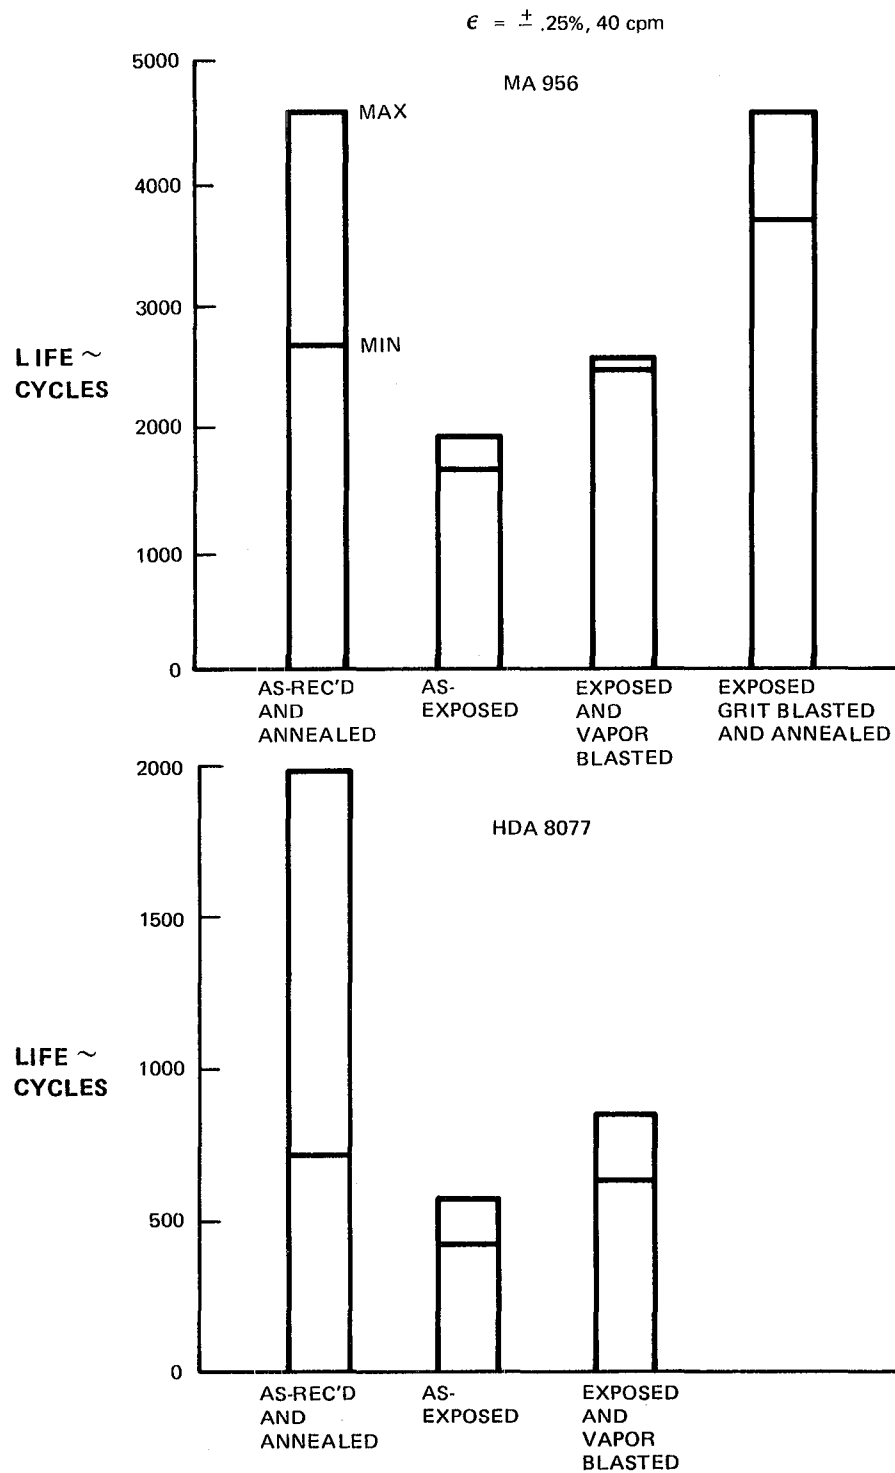 ϵ = ± .25%, 40 cpm
5000
MA 956
MAX
4000
3000
MIN
LIFE ~
CYCLES
2000
1000
0
AS-REC'D
AND
ANNEALED
AS-
EXPOSED
EXPOSED
AND
VAPOR
BLASTED
EXPOSED
GRIT BLASTED
AND ANNEALED
2000
HDA 8077
1500
LIFE ~
CYCLES
1000
500
0
AS-REC'D
AND
ANNEALED
AS-
EXPOSED
EXPOSED
AND
VAPOR
BLASTED